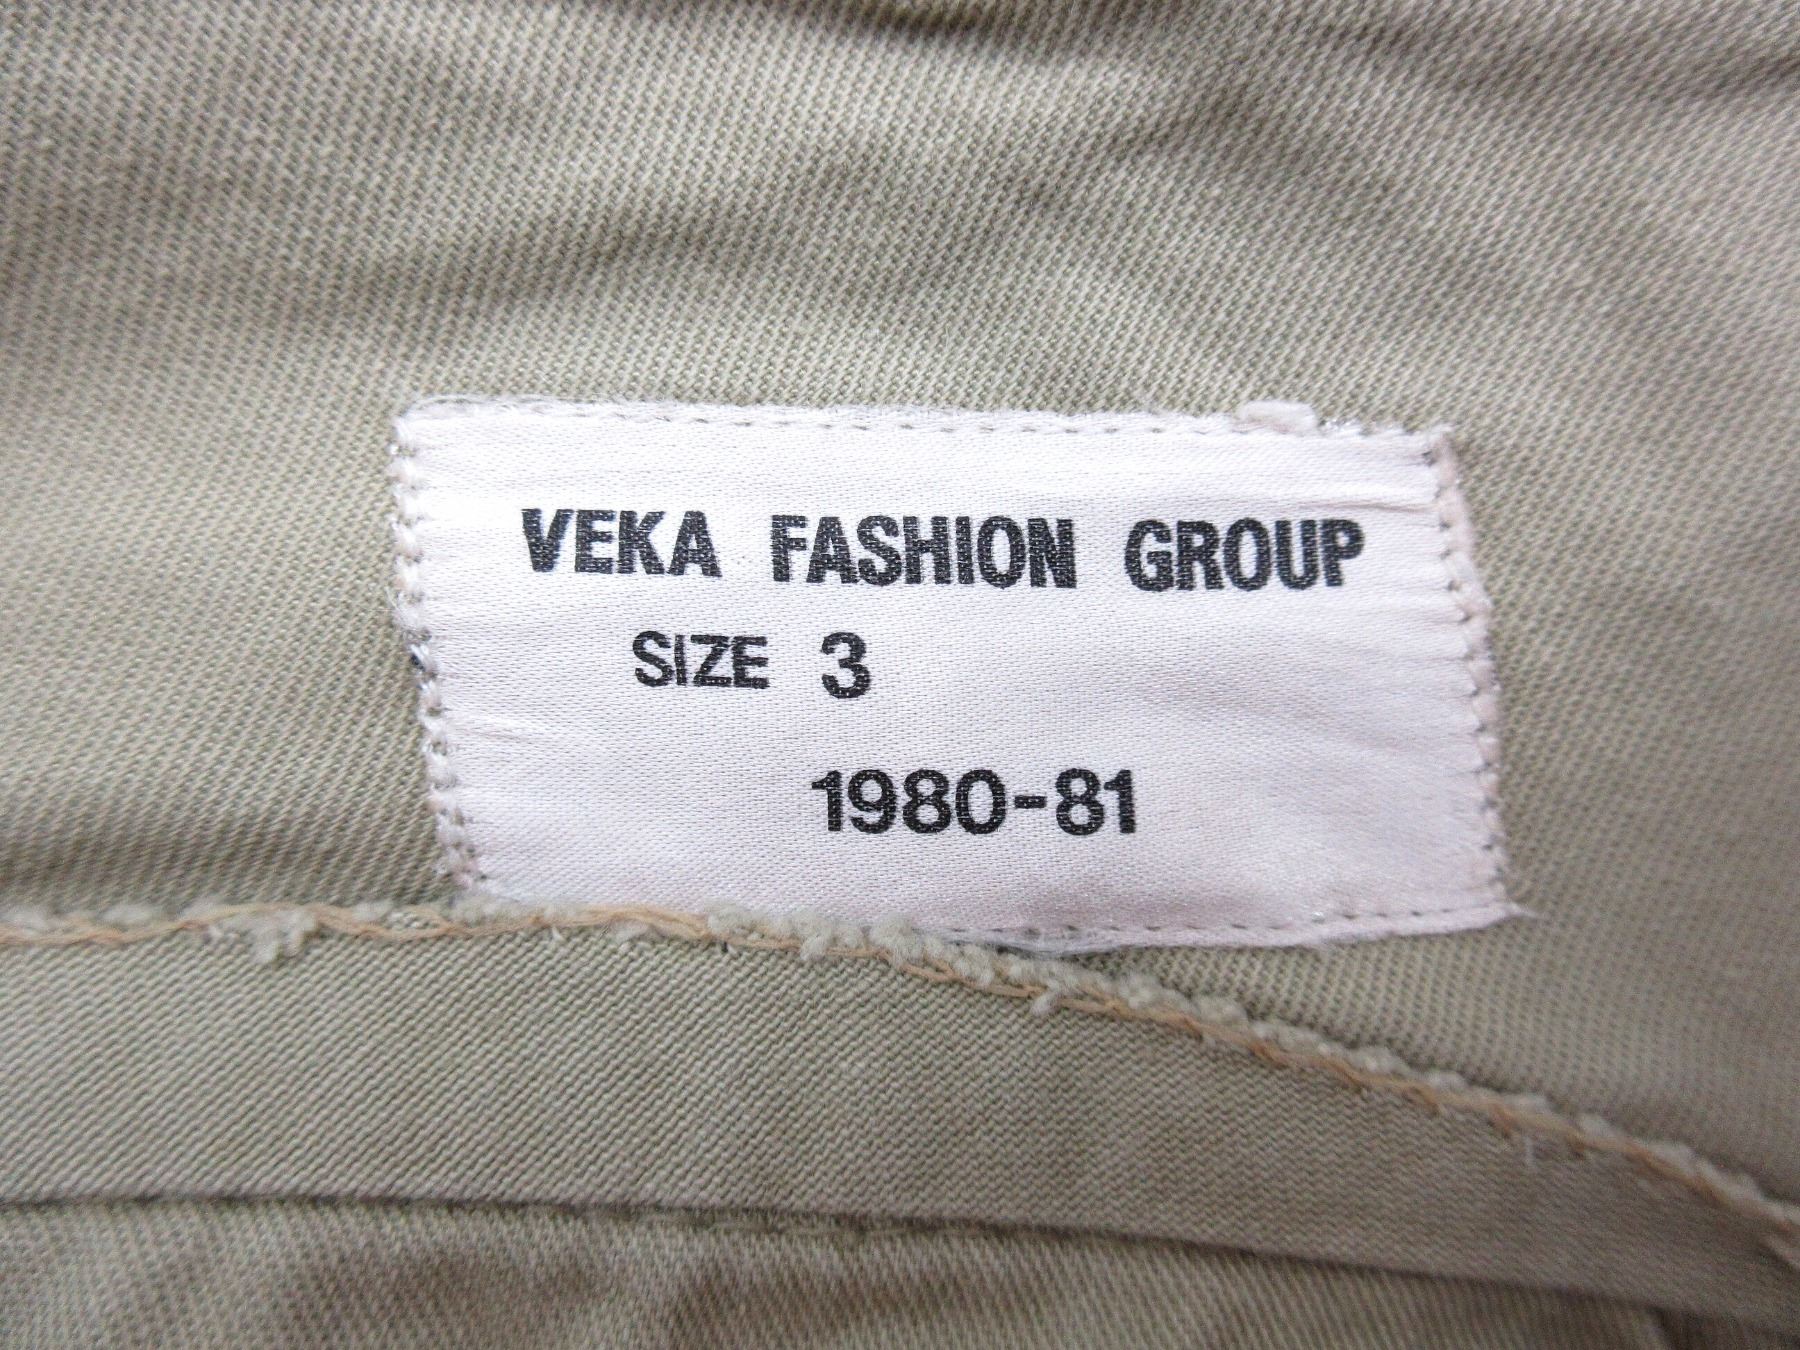 VEKA FASHION GROUP
SIZE 3
1980-81